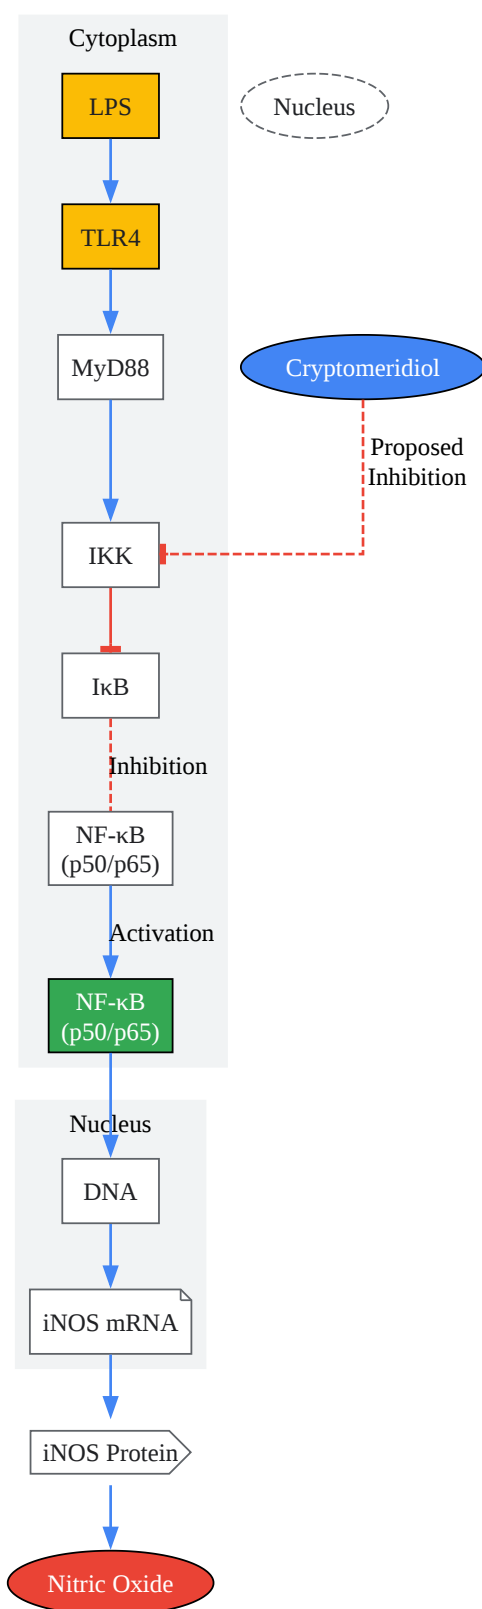 Cytoplasm
LPS
Nucleus
TLR4
MyD88
Cryptomeridiol
Proposed
Inhibition
IKK
IκB
Inhibition
NF-κB
(p50/p65)
Activation
NF-κB
(p50/p65)
Nucleus
DNA
iNOS mRNA
iNOS Protein
Nitric Oxide